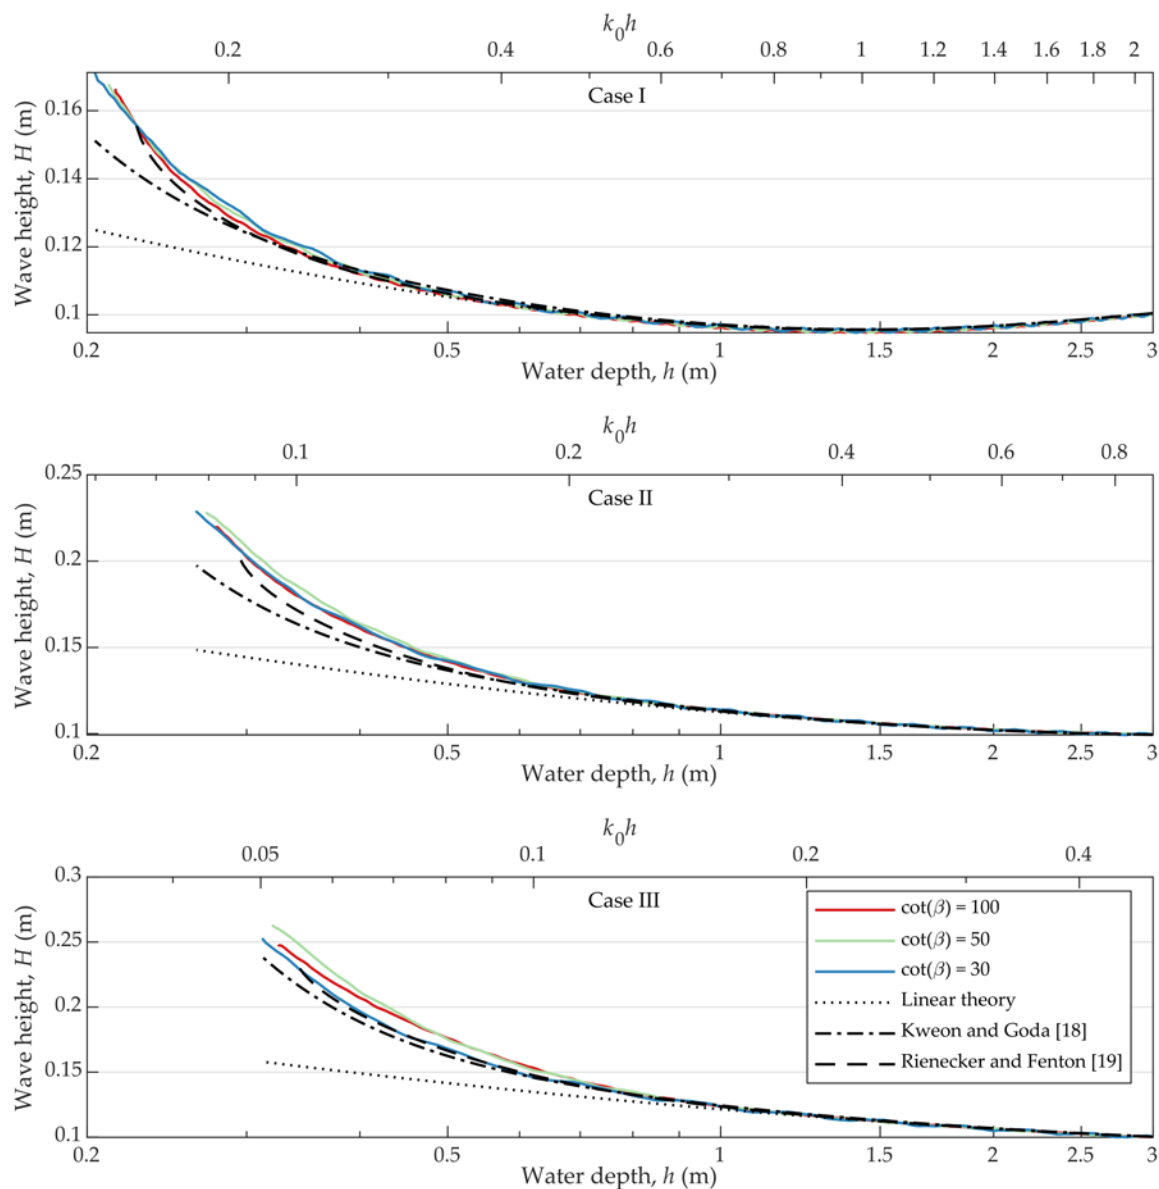 k0h
0.2 0.4 0.6 0.8 1 1.2 1.4 1.6 1.8 2
Case I
Wave height, H (m)
0.16
0.14
0.12
0.1
0.2 0.5 1 1.5 2 2.5 3
Water depth, h (m)
k0h
0.1 0.2 0.4 0.6 0.8
Case II
Wave height, H (m)
0.25
0.2
0.15
0.1
0.2 0.5 1 1.5 2 2.5 3
Water depth, h (m)
k0h
0.05 0.1 0.2 0.4
Case III
Wave height, H (m)
0.3
0.25
0.2
0.15
0.1
cot(β) = 100
cot(β) = 50
cot(β) = 30
Linear theory
Kweon and Goda [18]
Rienecker and Fenton [19]
0.2 0.5 1 1.5 2 2.5 3
Water depth, h (m)